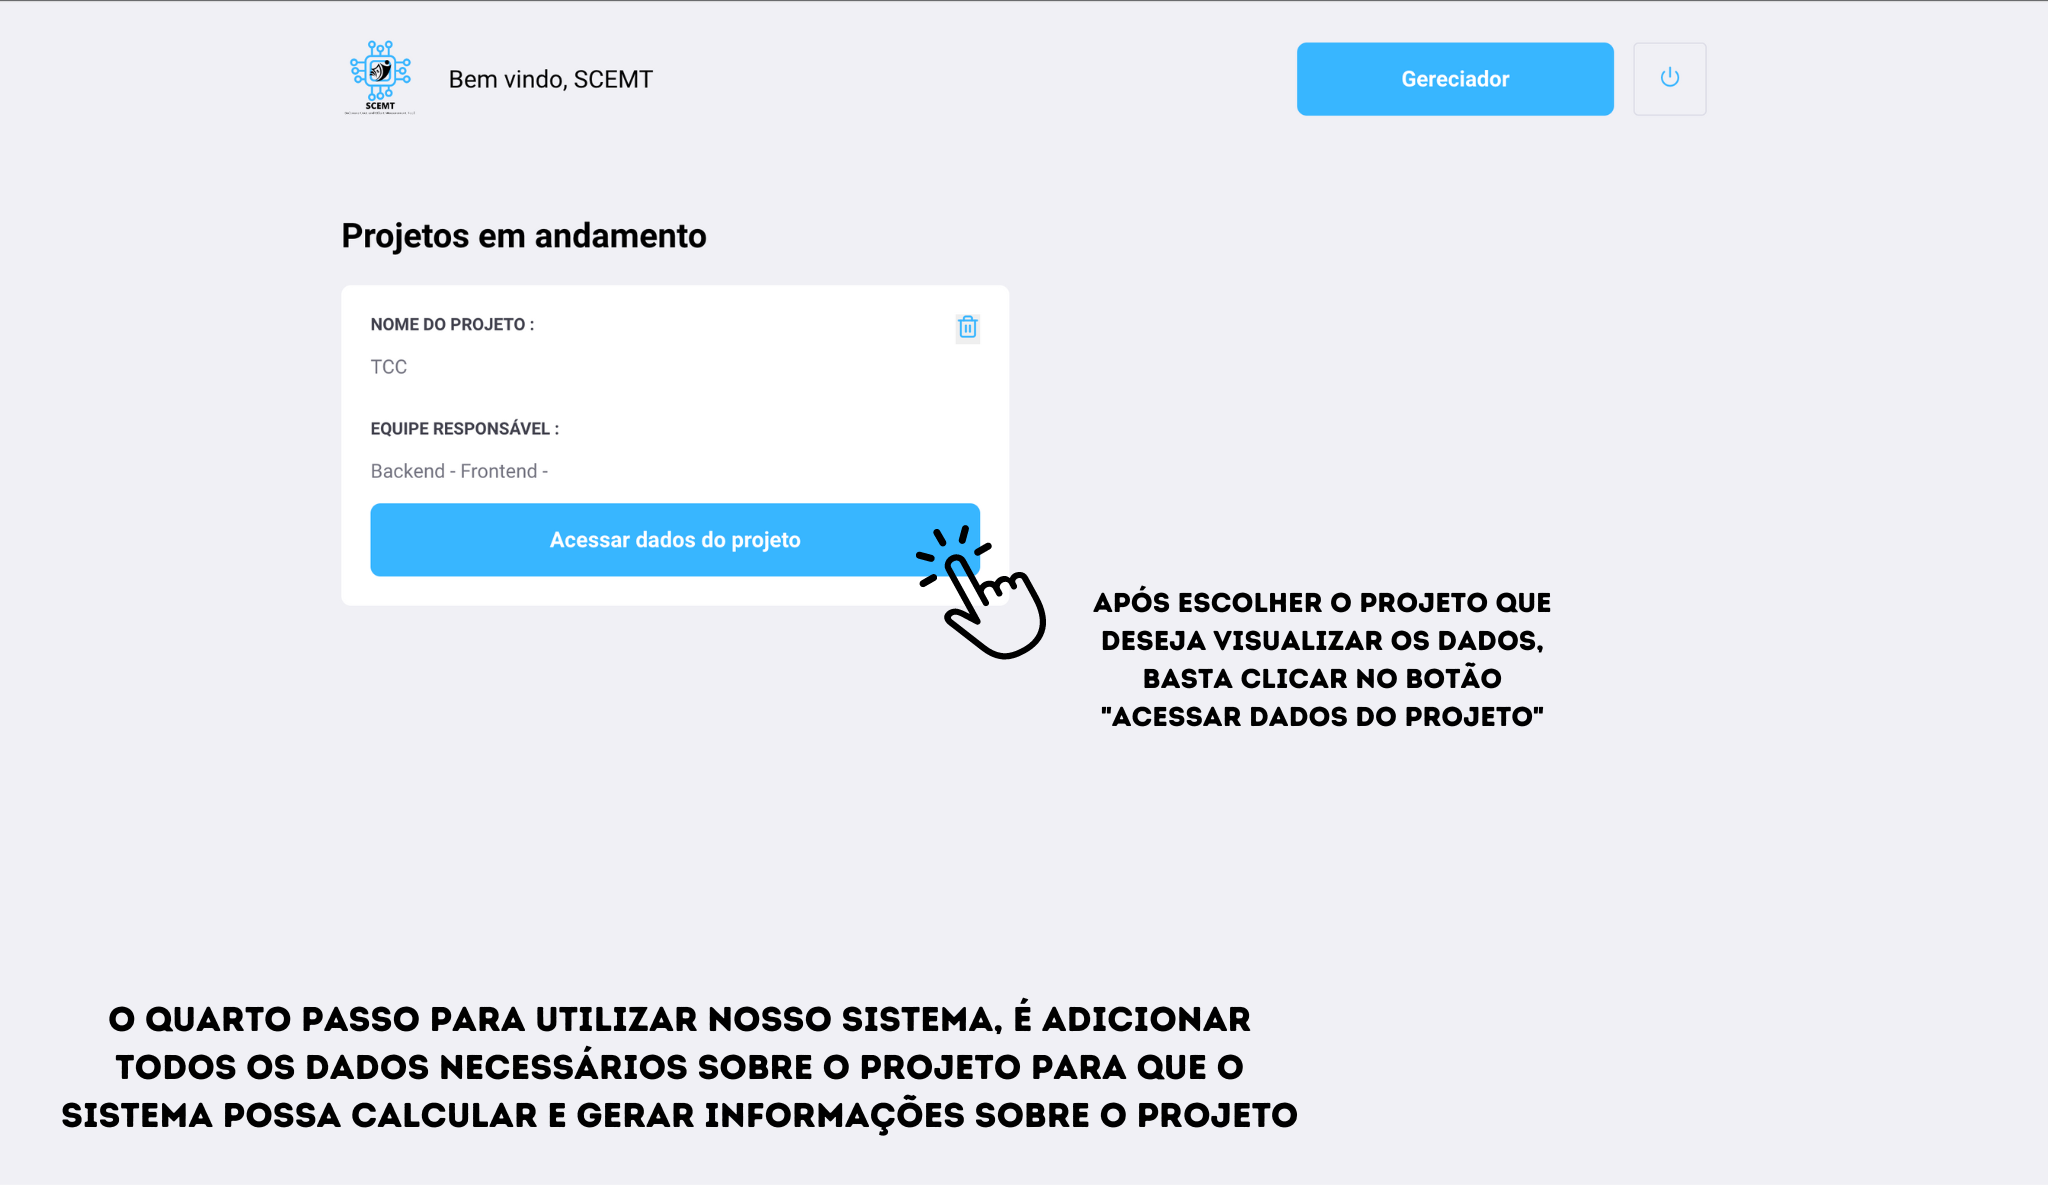 SCEMT
Bem vindo, SCEMT
Gereciador
Projetos em andamento
NOME DO PROJETO :
TCC
EQUIPE RESPONSÁVEL :
Backend - Frontend -
Acessar dados do projeto
APÓS ESCOLHER O PROJETO QUE
DESEJA VISUALIZAR OS DADOS,
BASTA CLICAR NO BOTÃO
"ACESSAR DADOS DO PROJETO"
O QUARTO PASSO PARA UTILIZAR NOSSO SISTEMA, É ADICIONAR
TODOS OS DADOS NECESSÁRIOS SOBRE O PROJETO PARA QUE O
SISTEMA POSSA CALCULAR E GERAR INFORMAÇÕES SOBRE O PROJETO